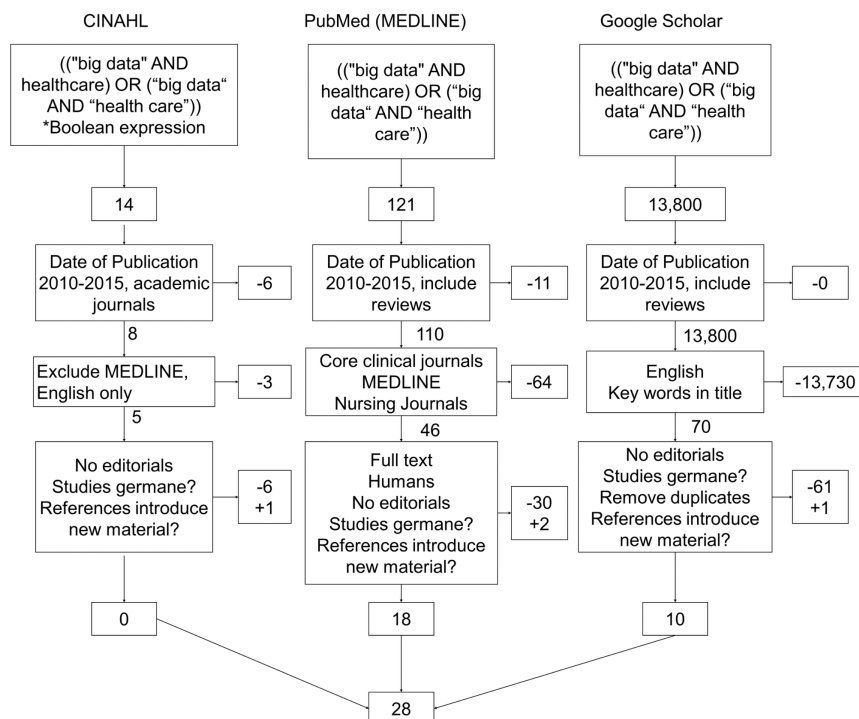 CINAHL
(("big data" AND
healthcare) OR (“big data“
AND “health care”))
*Boolean expression
14
Date of Publication
2010-2015, academic
journals
-6
8
Exclude MEDLINE,
English only
-3
5
No editorials
Studies germane?
References introduce
new material?
-6
+1
0
PubMed (MEDLINE)
(("big data" AND
healthcare) OR (“big
data“ AND “health
care”))
121
Date of Publication
2010-2015, include
reviews
-11
110
Core clinical journals
MEDLINE
Nursing Journals
-64
46
Full text
Humans
No editorials
Studies germane?
References introduce
new material?
-30
+2
18
Google Scholar
(("big data" AND
healthcare) OR (“big
data“ AND “health
care”))
13,800
Date of Publication
2010-2015, include
reviews
-0
13,800
English
Key words in title
-13,730
70
No editorials
Studies germane?
Remove duplicates
References introduce
new material?
-61
+1
10
28